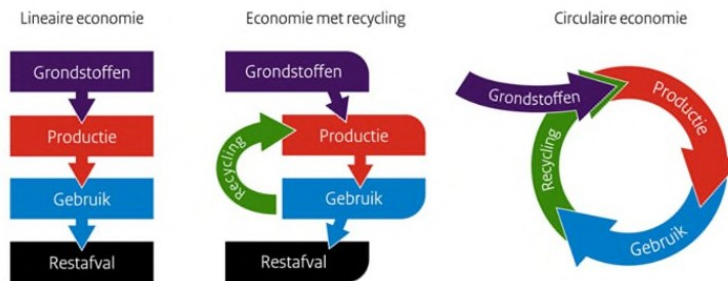 Lineaire economie
Grondstoffen
Productie
Gebruik
Restafval
Economie met recycling
Grondstoffen
Productie
Recycling
Gebruik
Restafval
Circulaire economie
Grondstoffen
Productie
Recycling
Gebruik